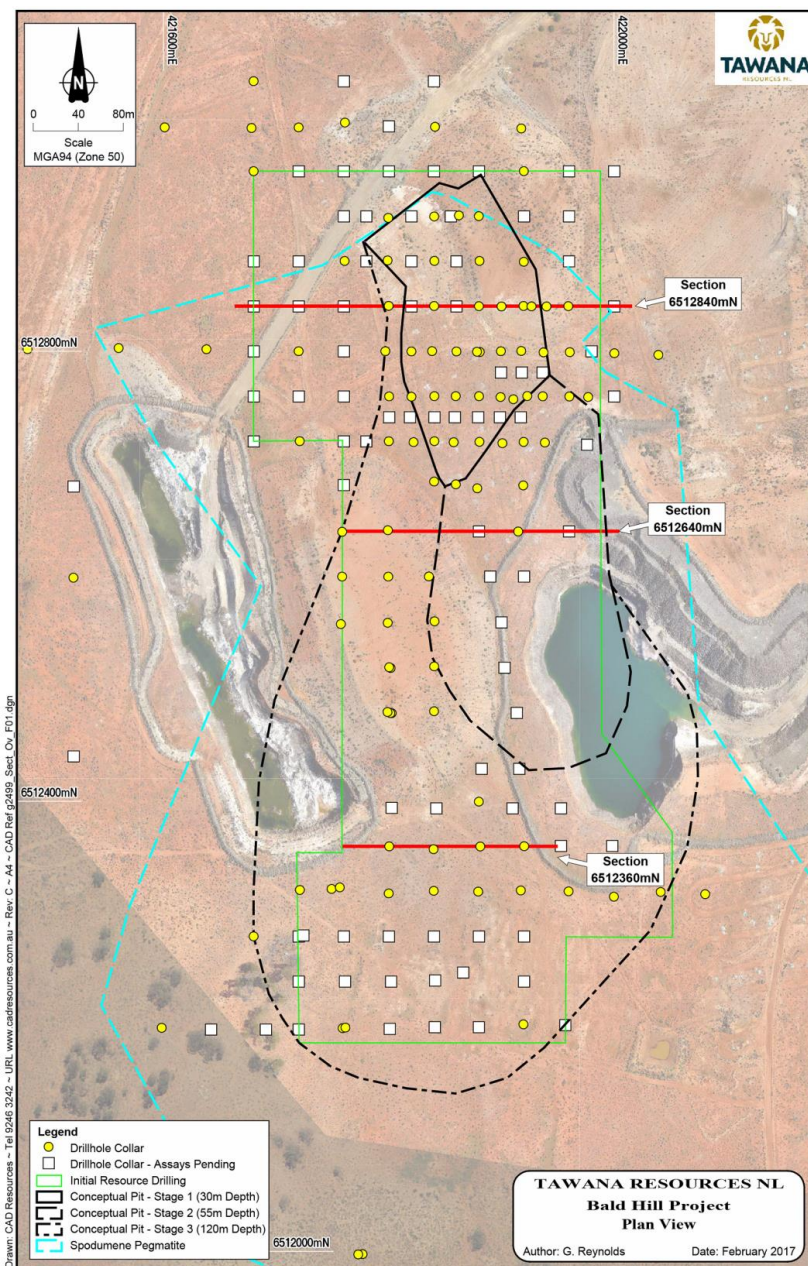 421600mE
422000mE
TAWANA
RESOURCES NL
N
0 40 80m
Scale
MGA94 (Zone 50)
Section
6512840mN
6512800mN
Section
6512640mN
6512400mN
Section
6512360mN
Drawn: CAD Resources ~ Tel 9246 3242 ~ URL www.cadresources.com.au ~ Rev: C ~ A4 ~ CAD Ref g2499_Sect_Ov_F01.dgn
Legend
Drillhole Collar
Drillhole Collar - Assays Pending
Initial Resource Drilling
Conceptual Pit - Stage 1 (30m Depth)
Conceptual Pit - Stage 2 (55m Depth)
Conceptual Pit - Stage 3 (120m Depth)
Spodumene Pegmatite
6512000mN
TAWANA RESOURCES NL
Bald Hill Project
Plan View
Author: G. Reynolds Date: February 2017